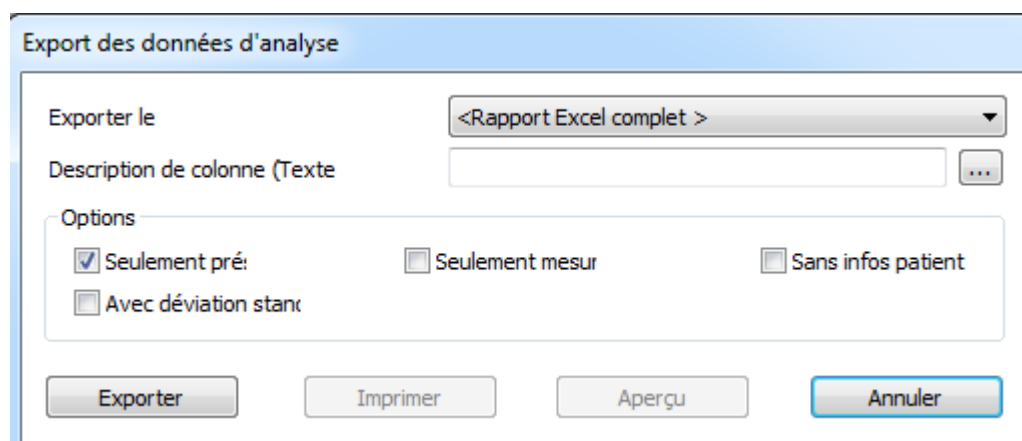 Export des données d'analyse
Exporter le <Rapport Excel complet >
Description de colonne (Texte ...
Options
Seulement pré Seulement mesur Sans infos patient
Avec déviation stand
Exporter Imprimer Aperçu Annuler